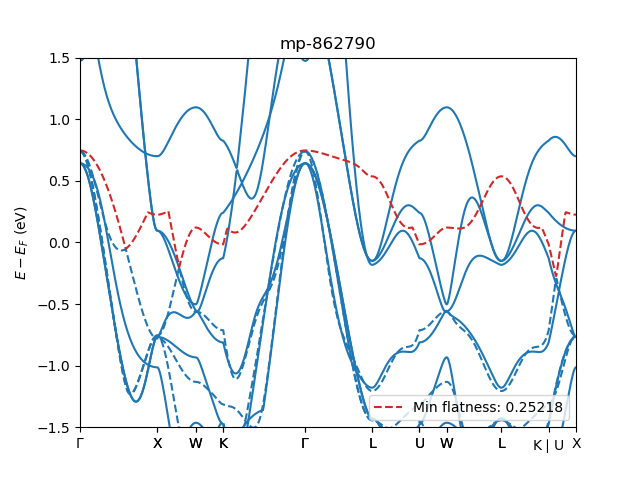 mp-862790
E − E_F (eV)
1.5
1.0
0.5
0.0
−0.5
−1.0
−1.5
Min flatness: 0.25218
Γ X W K Γ L U W L K | U X